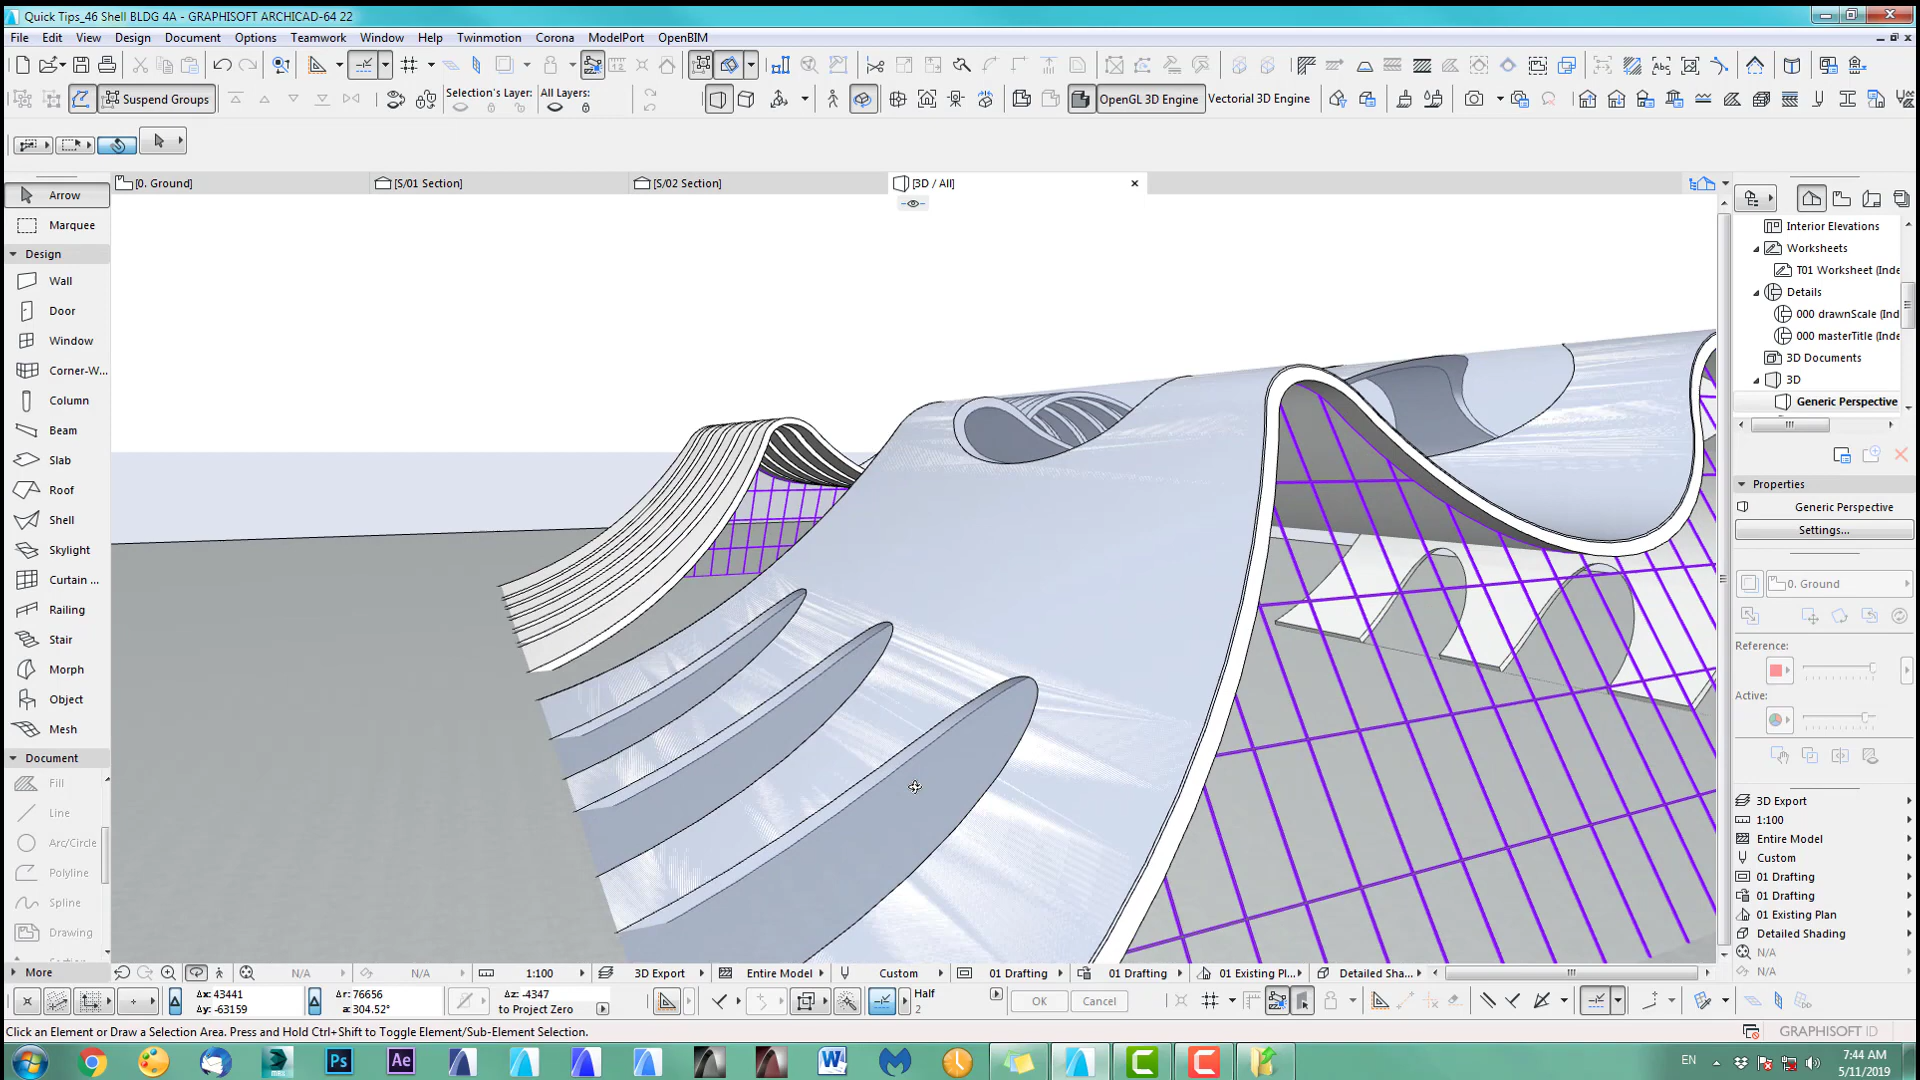 Quick Tips_46 Shell BLDG 4A - GRAPHISOFT ARCHICAD-64 22
File Edit View Design Document Options Teamwork Window Help Twinmotion Corona ModelPort OpenBIM
Suspend Groups
Selection's Layer:
All Layers:
OpenGL 3D Engine
Vectorial 3D Engine
[0. Ground]
[S/01 Section]
[S/02 Section]
[3D / All]
Arrow
Marquee
Design
Wall
Door
Window
Corner-W...
Column
Beam
Slab
Roof
Shell
Skylight
Curtain ...
Railing
Stair
Morph
Object
Mesh
Document
Fill
Line
Arc/Circle
Polyline
Spline
Drawing
More
Interior Elevations
Worksheets
T01 Worksheet (Inde
Details
000 drawnScale (Ind
000 masterTitle (Inde
3D Documents
3D
Generic Perspective
Properties
Generic Perspective
Settings...
0. Ground
Reference:
Active:
3D Export
1:100
Entire Model
Custom
01 Drafting
01 Drafting
01 Existing Plan
Detailed Shading
N/A
N/A
N/A N/A 1:100 3D Export Entire Model Custom 01 Drafting 01 Drafting 01 Existing Pl... Detailed Sha...
Δx: 43441
Δy: -63159
Δr: 76656
a: 304.52°
Δz: -4347
to Project Zero
Half
2
OK
Cancel
Click an Element or Draw a Selection Area. Press and Hold Ctrl+Shift to Toggle Element/Sub-Element Selection.
GRAPHISOFT ID
Ps
Ae
EN
7:44 AM
5/11/2019